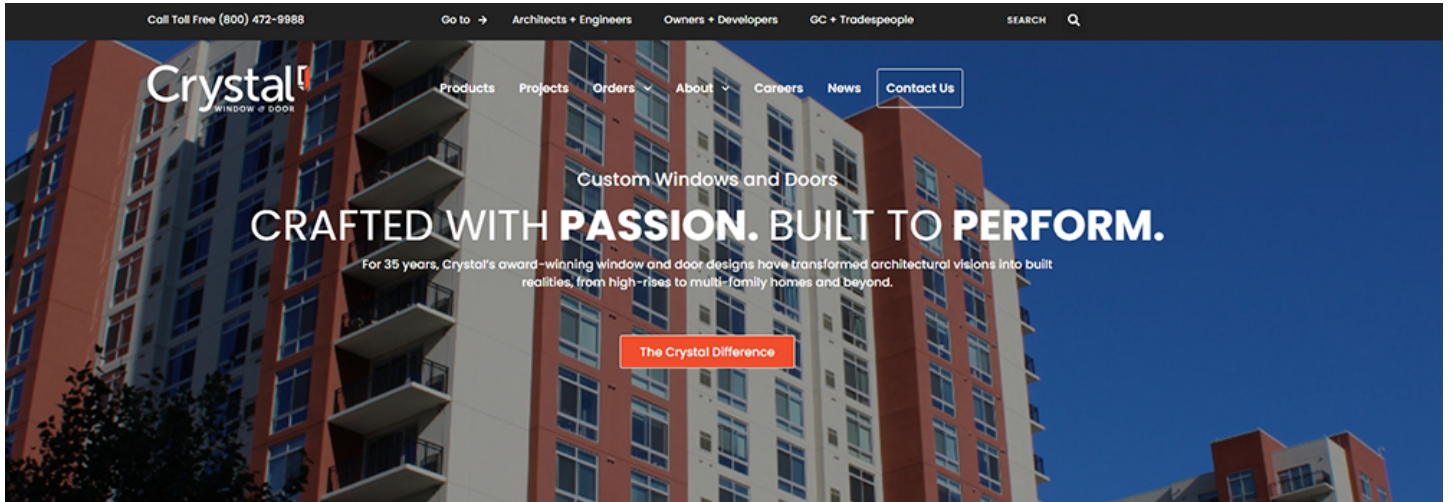 Call Toll Free (800) 472-9988
Go to → Architects + Engineers Owners + Developers GC + Tradespeople SEARCH
Crystal
WINDOW & DOOR
Products Projects Orders About Careers News Contact Us
Custom Windows and Doors
CRAFTED WITH PASSION. BUILT TO PERFORM.
For 35 years, Crystal's award-winning window and door designs have transformed architectural visions into built
realities, from high-rises to multi-family homes and beyond.
The Crystal Difference